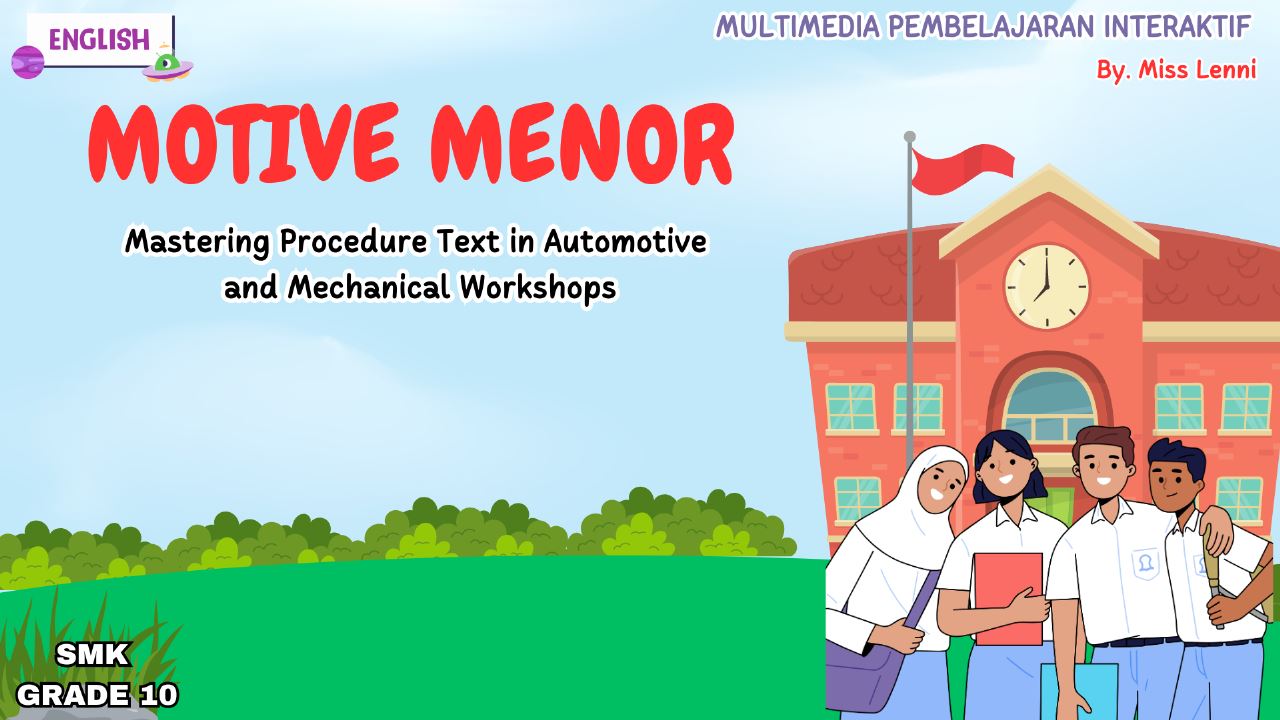 ENGLISH
MULTIMEDIA PEMBELAJARAN INTERAKTIF
By. Miss Lenni
MOTIVE MENOR
Mastering Procedure Text in Automotive
and Mechanical Workshops
SMK
GRADE 10